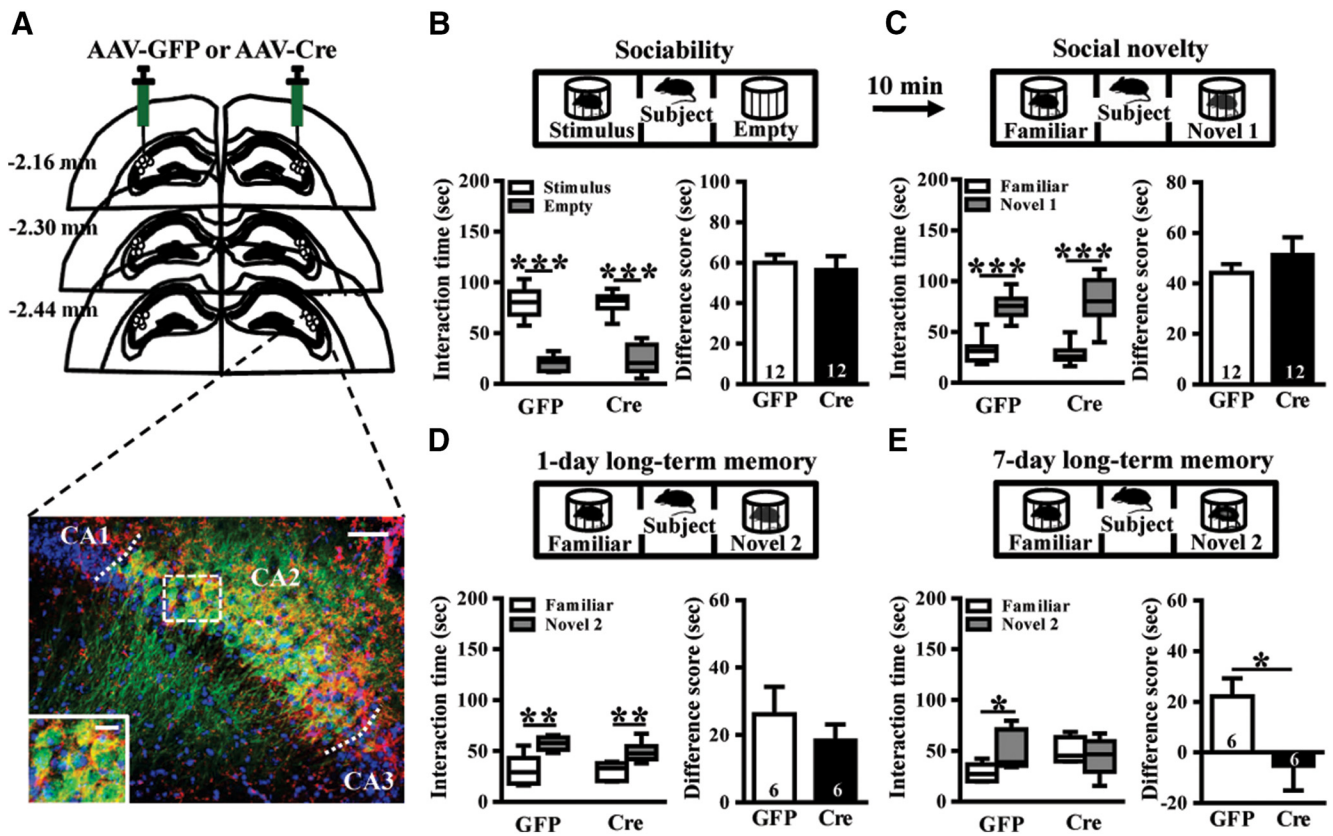 A
AAV-GFP or AAV-Cre
-2.16 mm
-2.30 mm
-2.44 mm
CA1
CA2
CA3
B
Sociability
Stimulus
Subject
Empty
10 min
Interaction time (sec)
200
150
100
50
0
Stimulus
Empty
***
***
GFP
Cre
Difference score (sec)
100
80
60
40
20
0
12
12
GFP
Cre
C
Social novelty
Familiar
Subject
Novel 1
Interaction time (sec)
200
150
100
50
0
Familiar
Novel 1
***
***
GFP
Cre
Difference score (sec)
80
60
40
20
0
12
12
GFP
Cre
D
1-day long-term memory
Familiar
Subject
Novel 2
Interaction time (sec)
200
150
100
50
0
Familiar
Novel 2
**
**
GFP
Cre
Difference score (sec)
60
40
20
0
6
6
GFP
Cre
E
7-day long-term memory
Familiar
Subject
Novel 2
Interaction time (sec)
200
150
100
50
0
Familiar
Novel 2
*
GFP
Cre
Difference score (sec)
60
40
20
0
-20
*
6
6
GFP
Cre